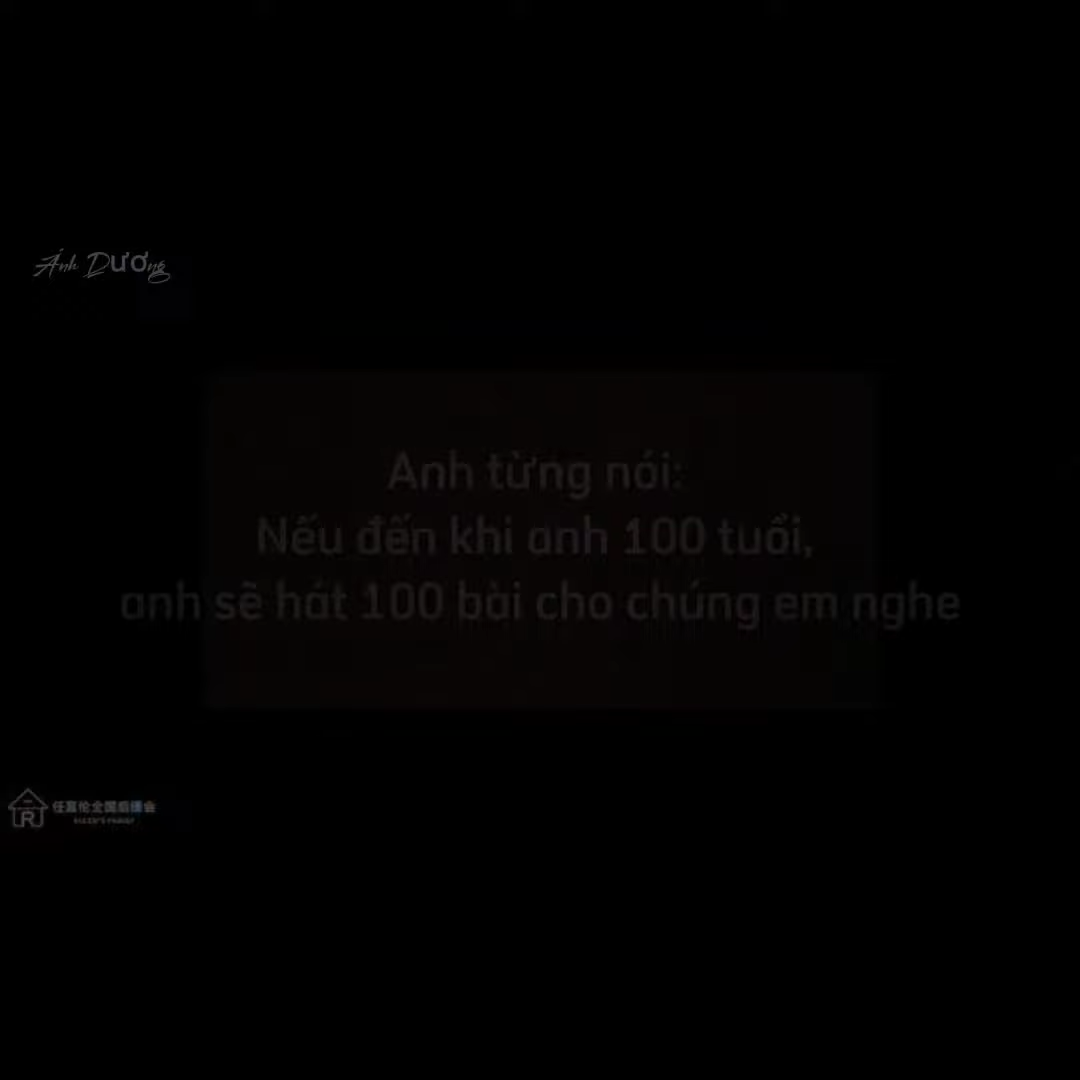 Ánh Dương
Anh từng nói:
Nếu đến khi anh 100 tuổi,
anh sẽ hát 100 bài cho chúng em nghe
任嘉伦全国后援会